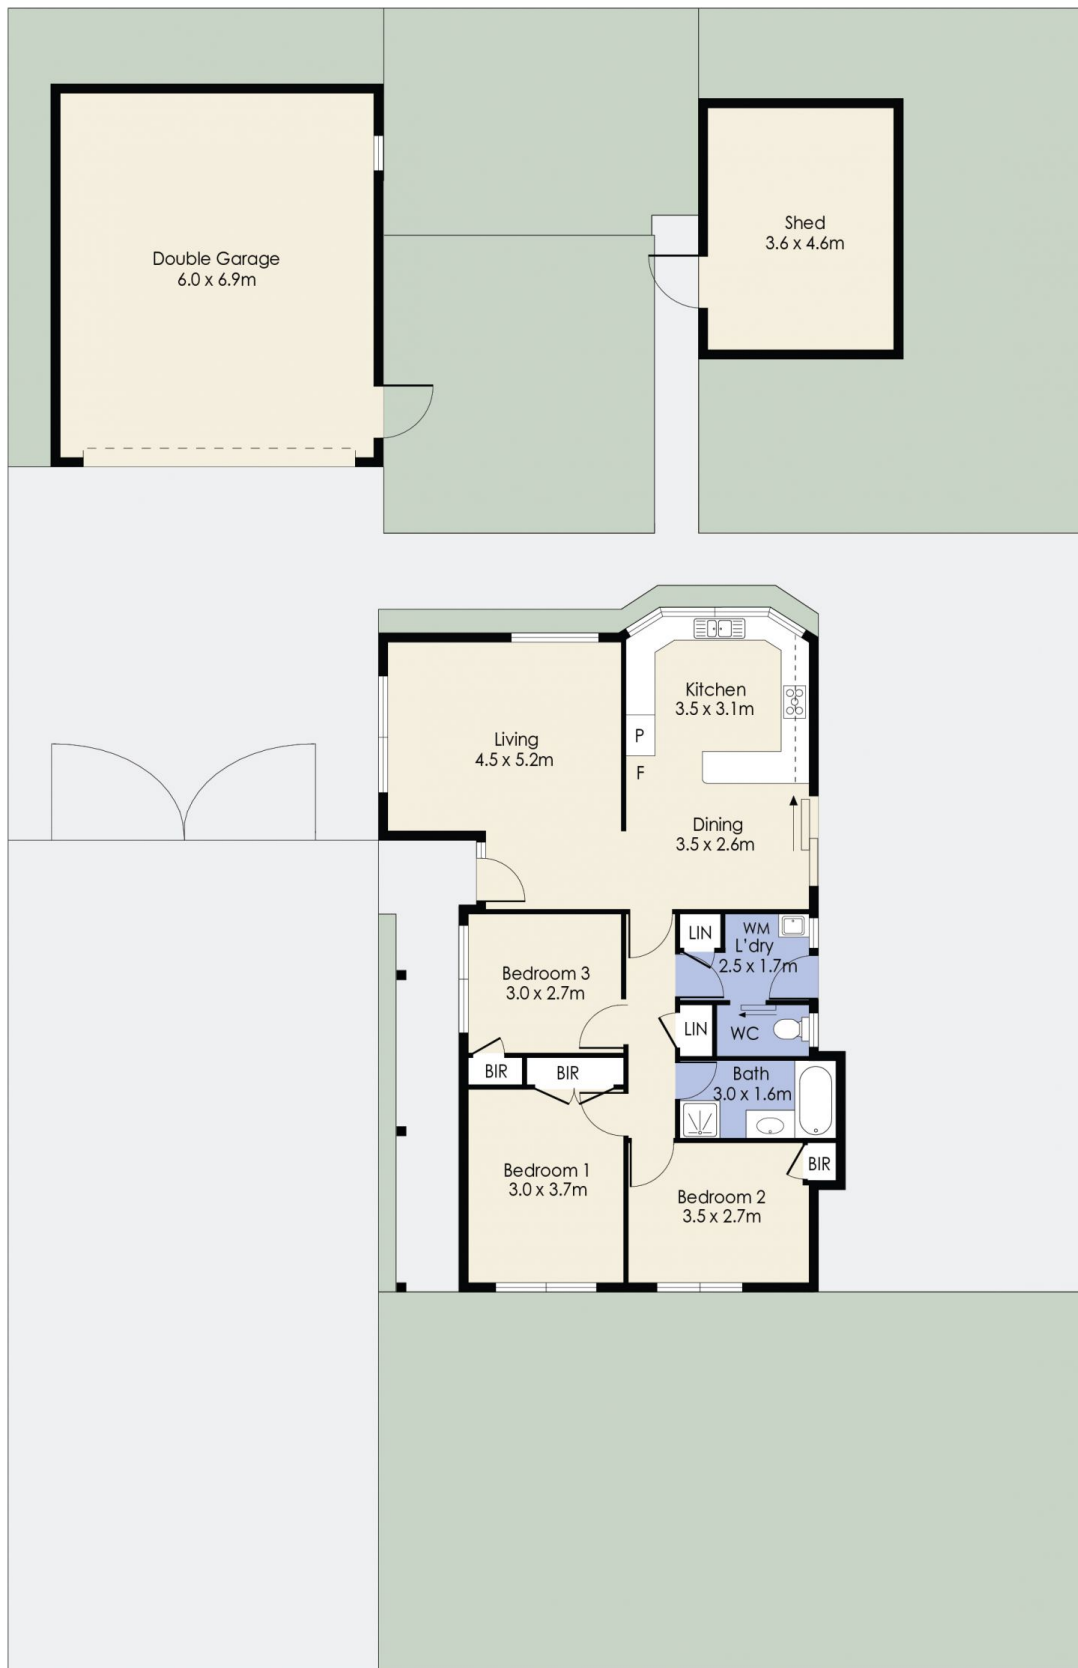 Double Garage
6.0 x 6.9m
Shed
3.6 x 4.6m
Kitchen
3.5 x 3.1m
P
F
Living
4.5 x 5.2m
Dining
3.5 x 2.6m
LIN
WM
L'dry
2.5 x 1.7m
Bedroom 3
3.0 x 2.7m
LIN
WC
BIR
BIR
Bath
3.0 x 1.6m
Bedroom 1
3.0 x 3.7m
BIR
Bedroom 2
3.5 x 2.7m